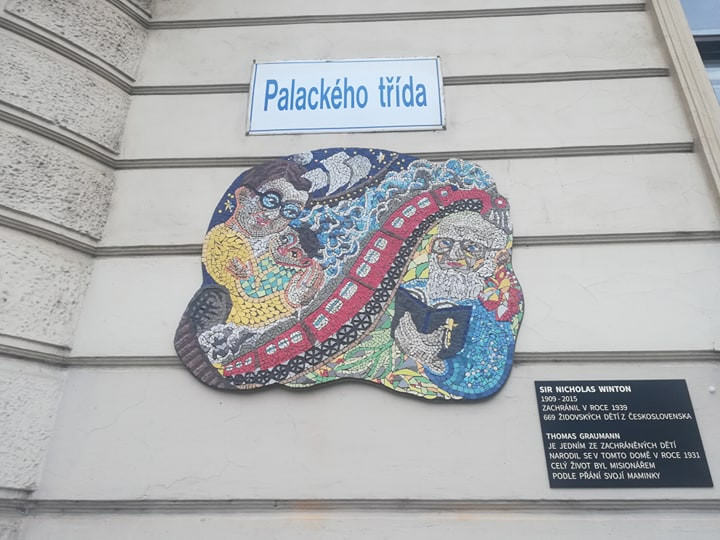 Palackého třída
SIR NICHOLAS WINTON
1909 - 2015
ZACHRÁNIL V ROCE 1939
669 ŽIDOVSKÝCH DĚTÍ Z ČESKOSLOVENSKA
THOMAS GRAUMANN
JE JEDNÍM ZE ZACHRÁNĚNÝCH DĚTÍ
NARODIL SE V TOMTO DOMĚ V ROCE 1931
CELÝ ŽIVOT BYL MISIONÁŘEM
PODLE PŘÁNÍ SVOJÍ MAMINKY